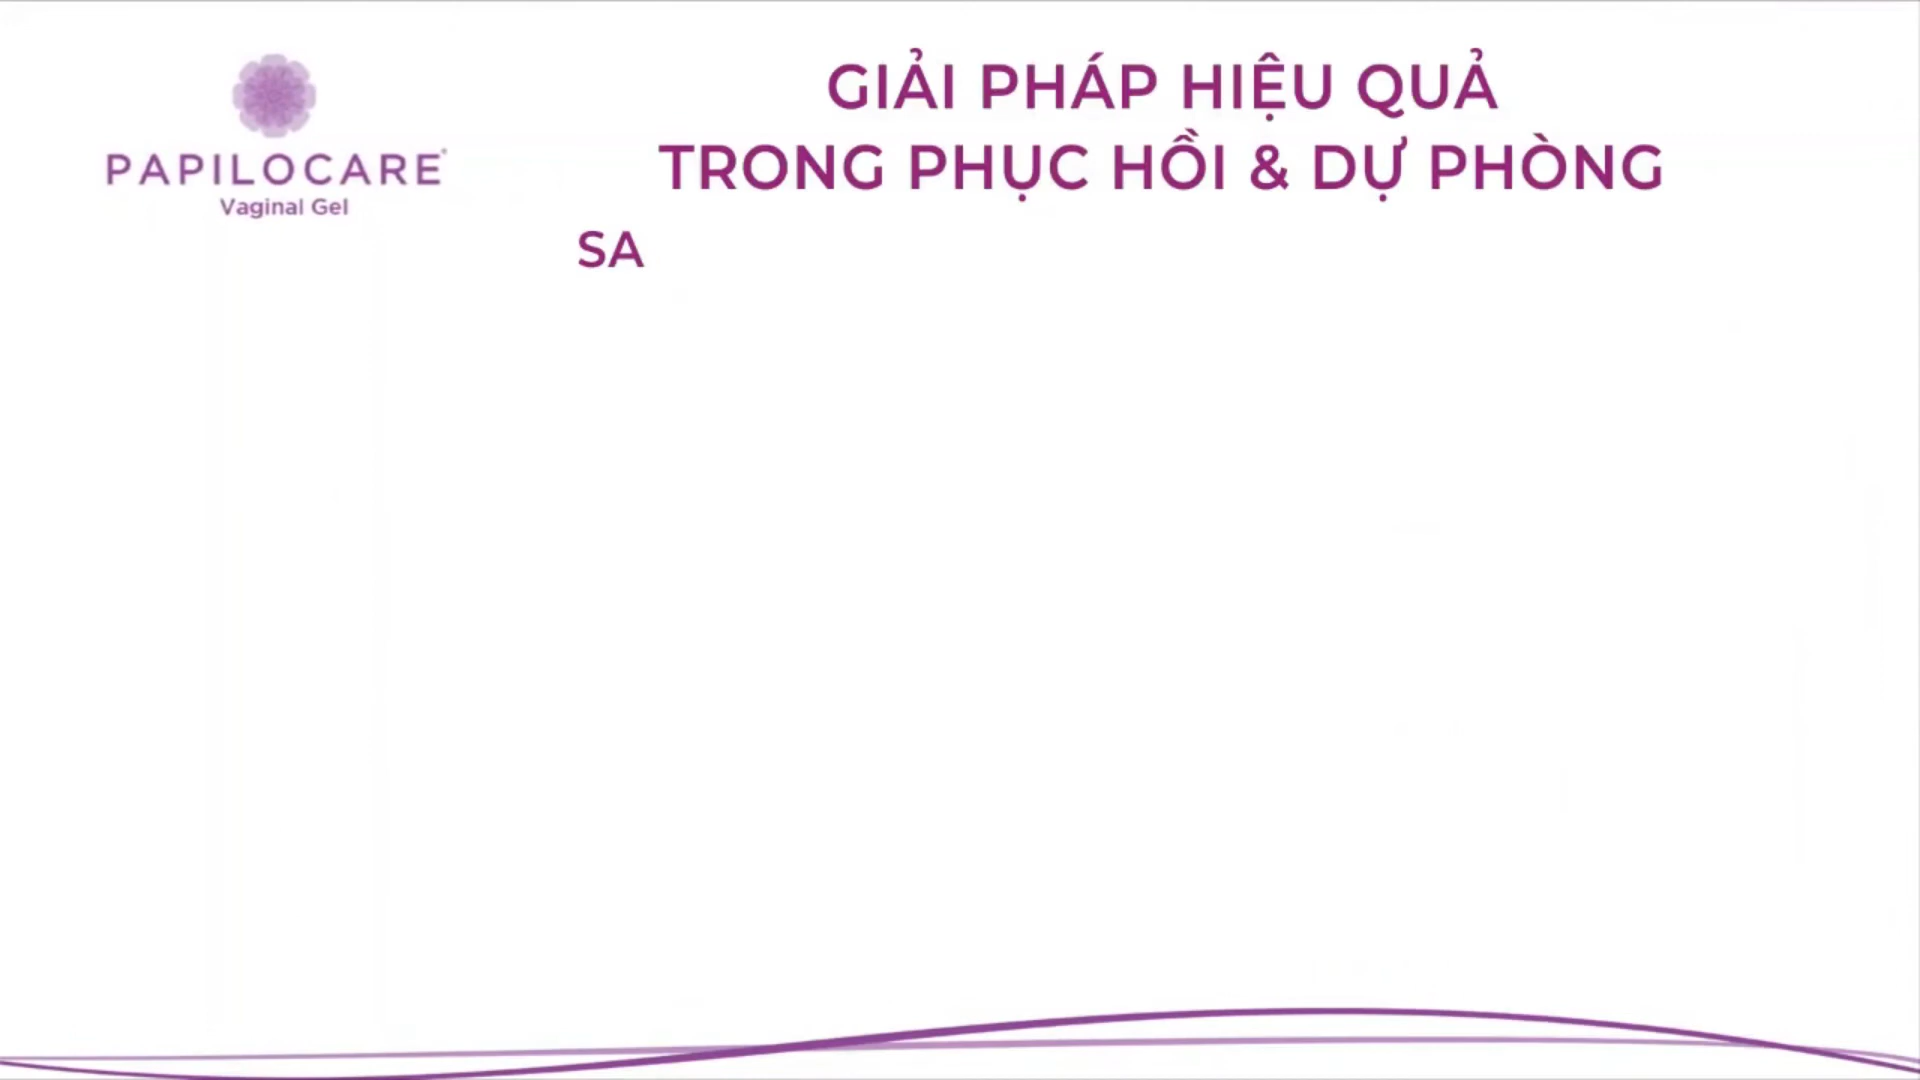 PAPILOCARE®
Vaginal Gel
GIẢI PHÁP HIỆU QUẢ
TRONG PHỤC HỒI & DỰ PHÒNG
SA